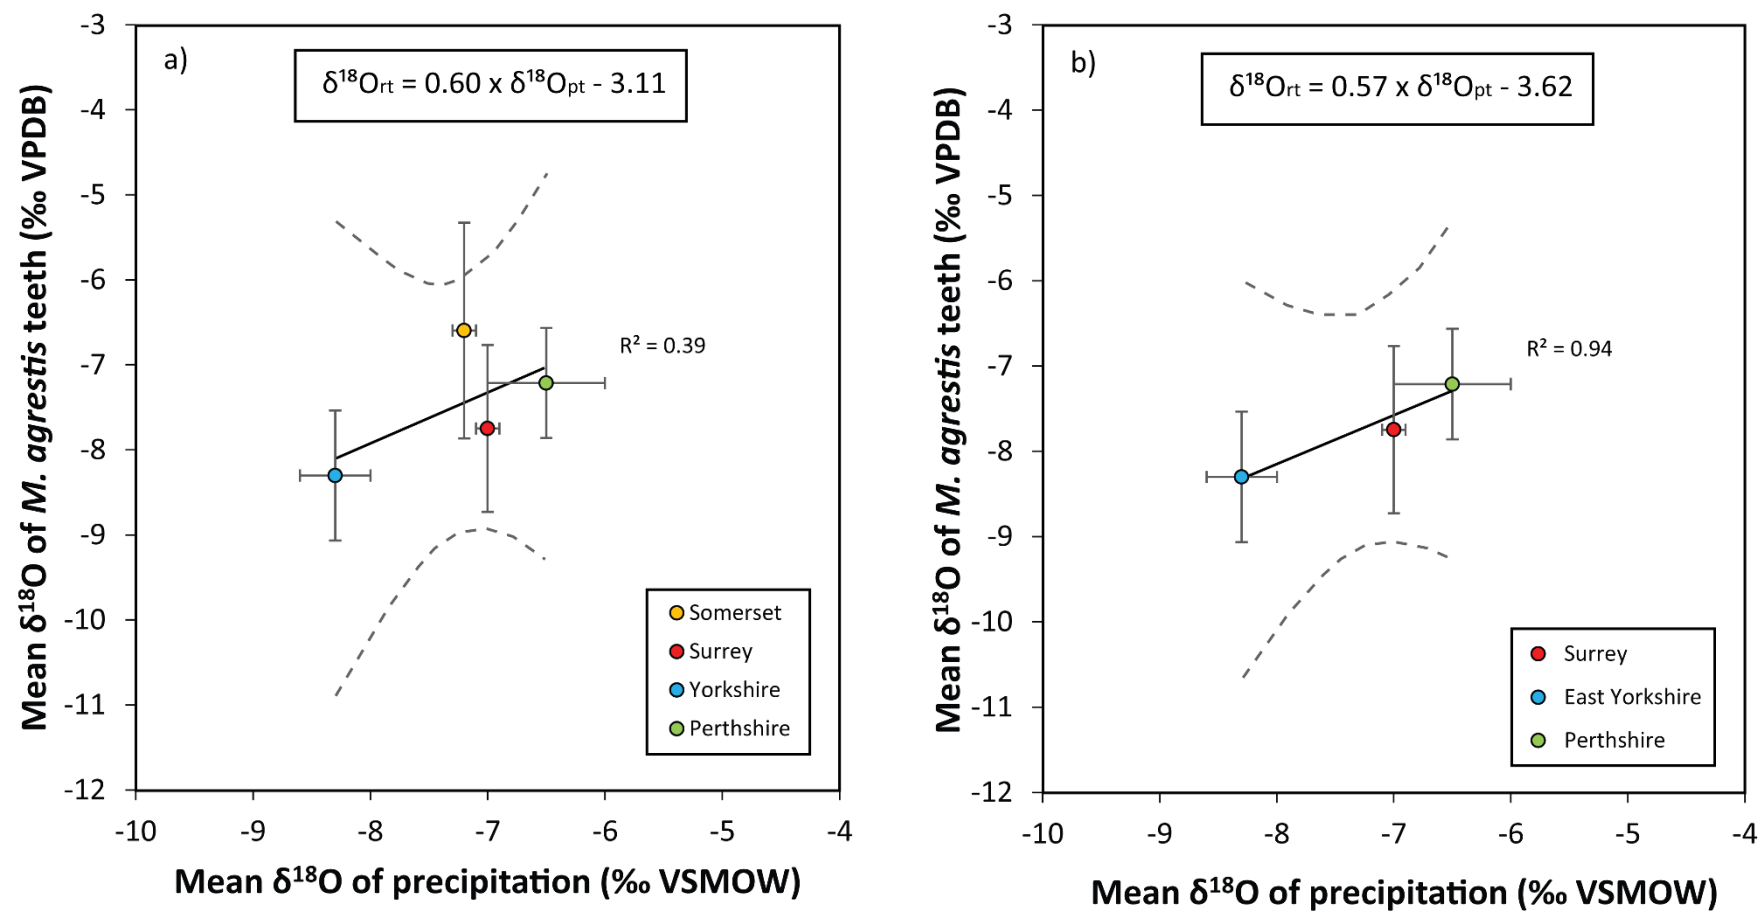 a)
δ¹⁸Ort = 0.60 x δ¹⁸Opt - 3.11
Mean δ¹⁸O of M. agrestis teeth (‰ VPDB)
-3
-4
-5
-6
-7
-8
-9
-10
-11
-12
R² = 0.39
Somerset
Surrey
Yorkshire
Perthshire
-10 -9 -8 -7 -6 -5 -4
Mean δ¹⁸O of precipitation (‰ VSMOW)
b)
δ¹⁸Ort = 0.57 x δ¹⁸Opt - 3.62
Mean δ¹⁸O of M. agrestis teeth (‰ VPDB)
-3
-4
-5
-6
-7
-8
-9
-10
-11
-12
R² = 0.94
Surrey
East Yorkshire
Perthshire
-10 -9 -8 -7 -6 -5 -4
Mean δ¹⁸O of precipitation (‰ VSMOW)